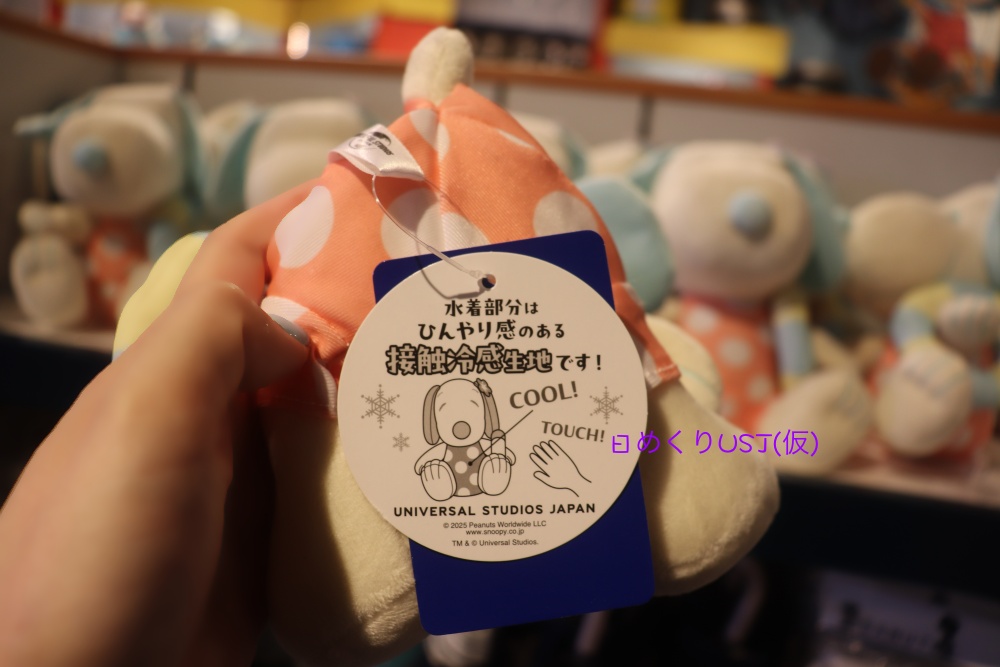 水着部分は
ひんやり感のある
接触冷感生地です!
COOL!
TOUCH!
UNIVERSAL STUDIOS JAPAN
© 2025 Peanuts Worldwide LLC
www.snoopy.co.jp
TM & © Universal Studios.
日めくりUSJ(仮)